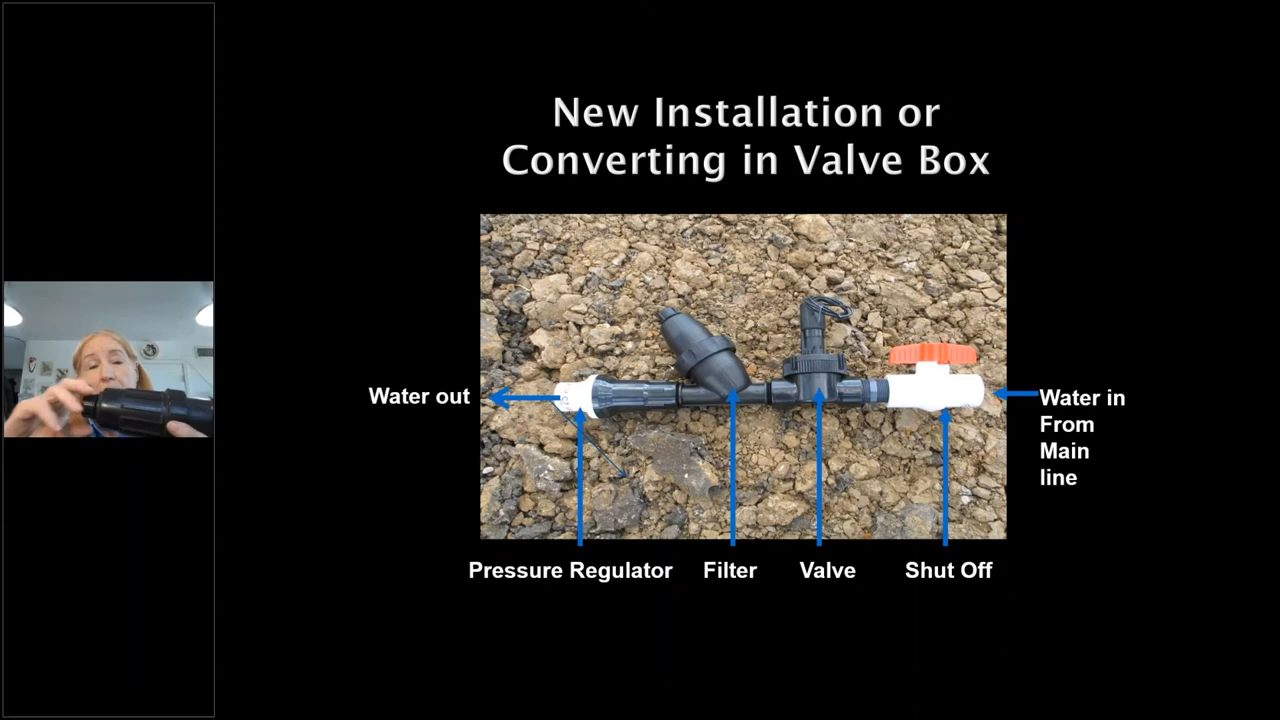 New Installation or
Converting in Valve Box
Water out
Water in
From
Main
line
Pressure Regulator
Filter
Valve
Shut Off